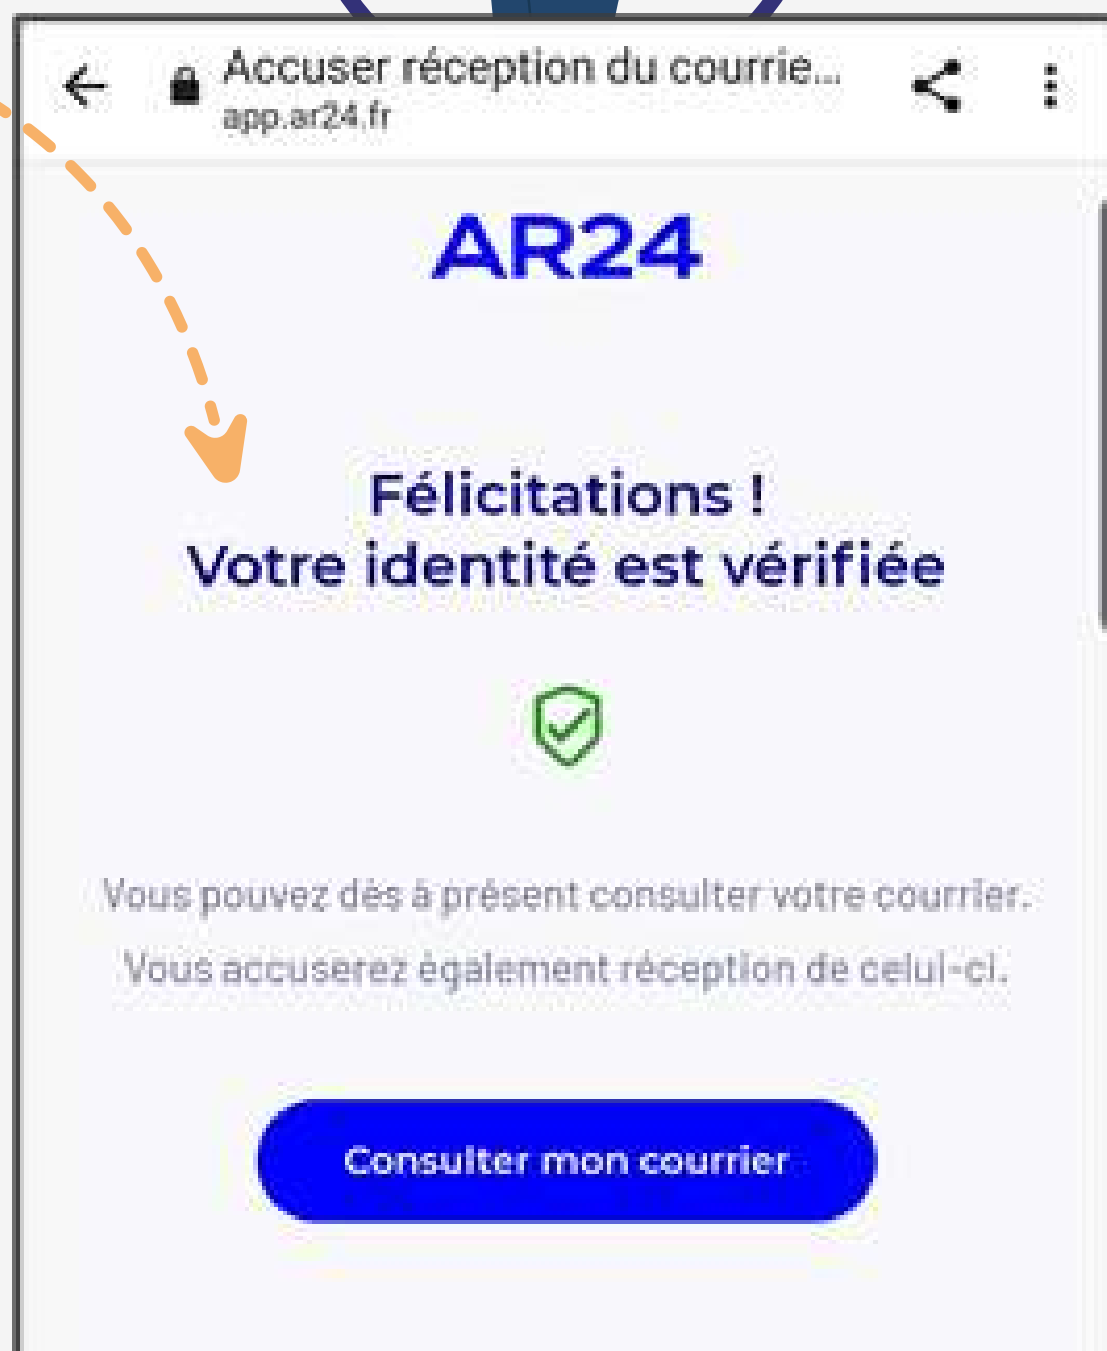 Accuser réception du courrie...
app.ar24.fr
AR24
Félicitations !
Votre identité est vérifiée
Vous pouvez dès à présent consulter votre courrier.
Vous accuserez également réception de celui-ci.
Consulter mon courrier